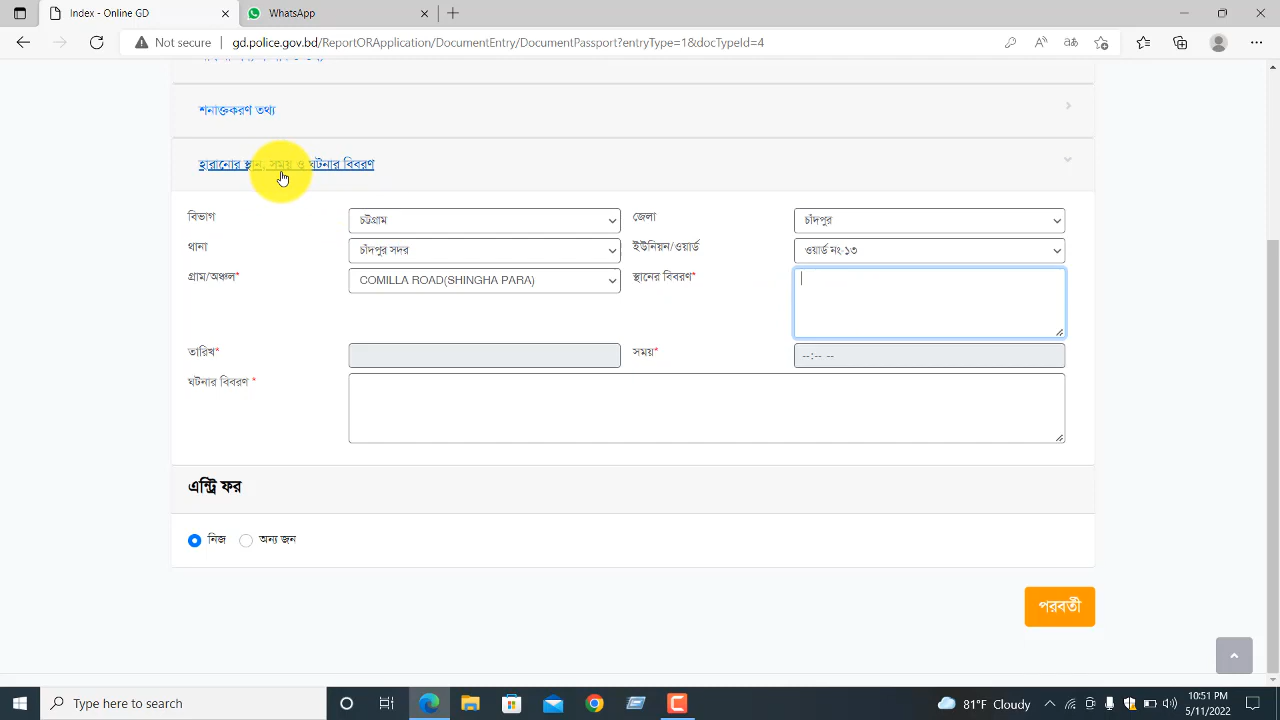 Index - Online GD
WhatsApp
Not secure
gd.police.gov.bd/ReportORApplication/DocumentEntry/DocumentPassport?entryType=1&docTypeId=4
শনাক্তকরণ তথ্য
হারানোর স্থান, সময় ও ঘটনার বিবরণ
বিভাগ চট্টগ্রাম জেলা চাঁদপুর
থানা চাঁদপুর সদর ইউনিয়ন/ওয়ার্ড ওয়ার্ড নং-১৩
গ্রাম/অঞ্চল* COMILLA ROAD(SHINGHA PARA) স্থানের বিবরণ*
তারিখ* সময়* --:-- --
ঘটনার বিবরণ *
এন্ট্রি ফর
নিজ অন্য জন
পরবর্তী
Type here to search
81°F Cloudy
10:51 PM
5/11/2022